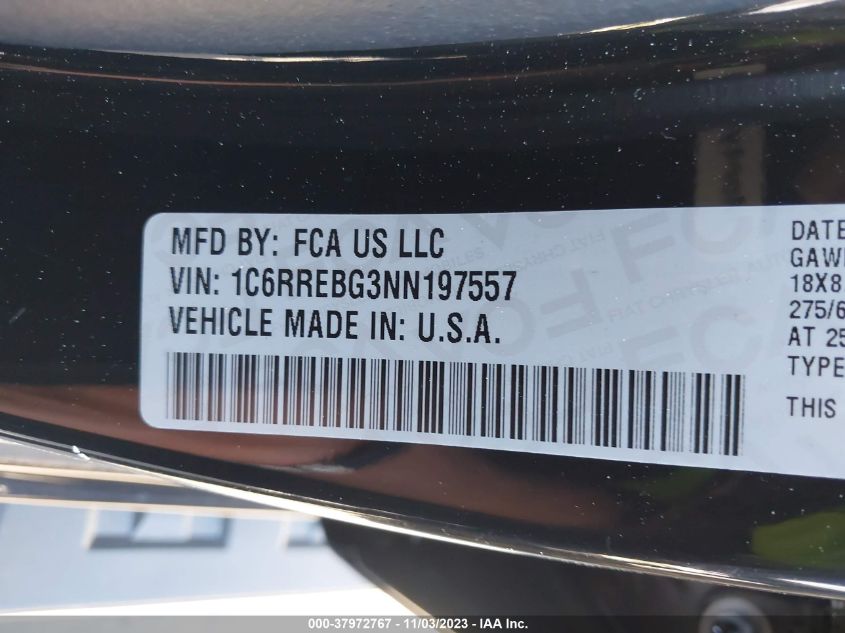 MFD BY: FCA US LLC
VIN: 1C6RREBG3NN197557
VEHICLE MADE IN: U.S.A.
DATE
GAW
18X8
275/6
AT 25
TYPE
THIS
000-37972767 - 11/03/2023 - IAA Inc.